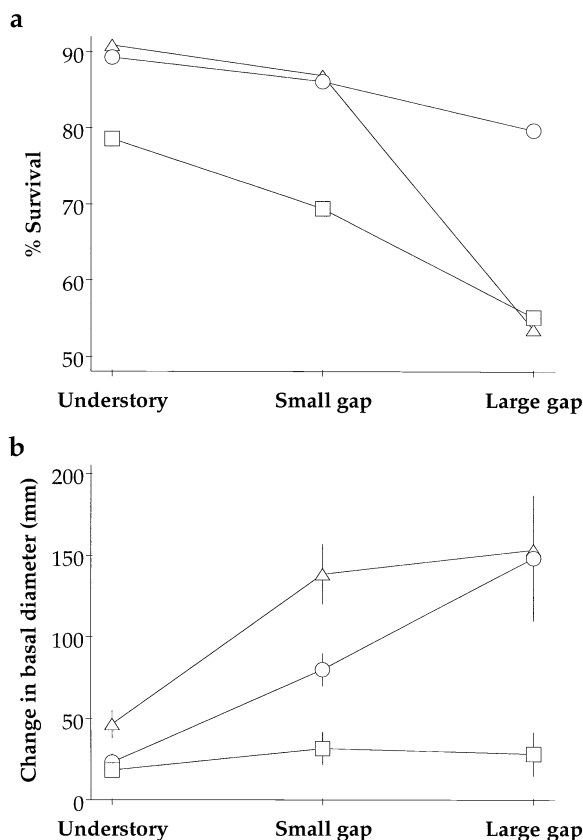 a
90
80
70
60
50
% Survival
Understory Small gap Large gap
b
200
150
100
50
0
Change in basal diameter (mm)
Understory Small gap Large gap